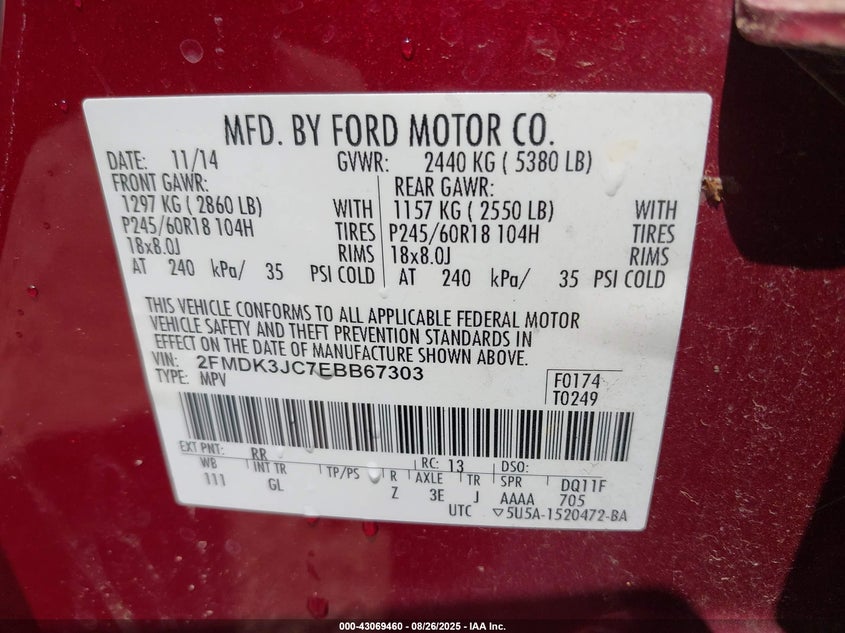 MFD. BY FORD MOTOR CO.
DATE: 11/14 GVWR: 2440 KG ( 5380 LB)
FRONT GAWR: REAR GAWR:
1297 KG ( 2860 LB) WITH 1157 KG ( 2550 LB) WITH
P245/60R18 104H TIRES P245/60R18 104H TIRES
18x8.0J RIMS 18x8.0J RIMS
AT 240 kPa/ 35 PSI COLD AT 240 kPa/ 35 PSI COLD
THIS VEHICLE CONFORMS TO ALL APPLICABLE FEDERAL MOTOR
VEHICLE SAFETY AND THEFT PREVENTION STANDARDS IN
EFFECT ON THE DATE OF MANUFACTURE SHOWN ABOVE.
VIN: 2FMDK3JC7EBB67303
TYPE: MPV
F0174
T0249
EXT PNT: RR RC: 13 DSO:
WB INT TR TP/PS R AXLE TR SPR DQ11F
111 GL Z 3E J AAAA 705
UTC ▽5U5A-1520472-BA
000-43069460 - 08/26/2025 - IAA Inc.